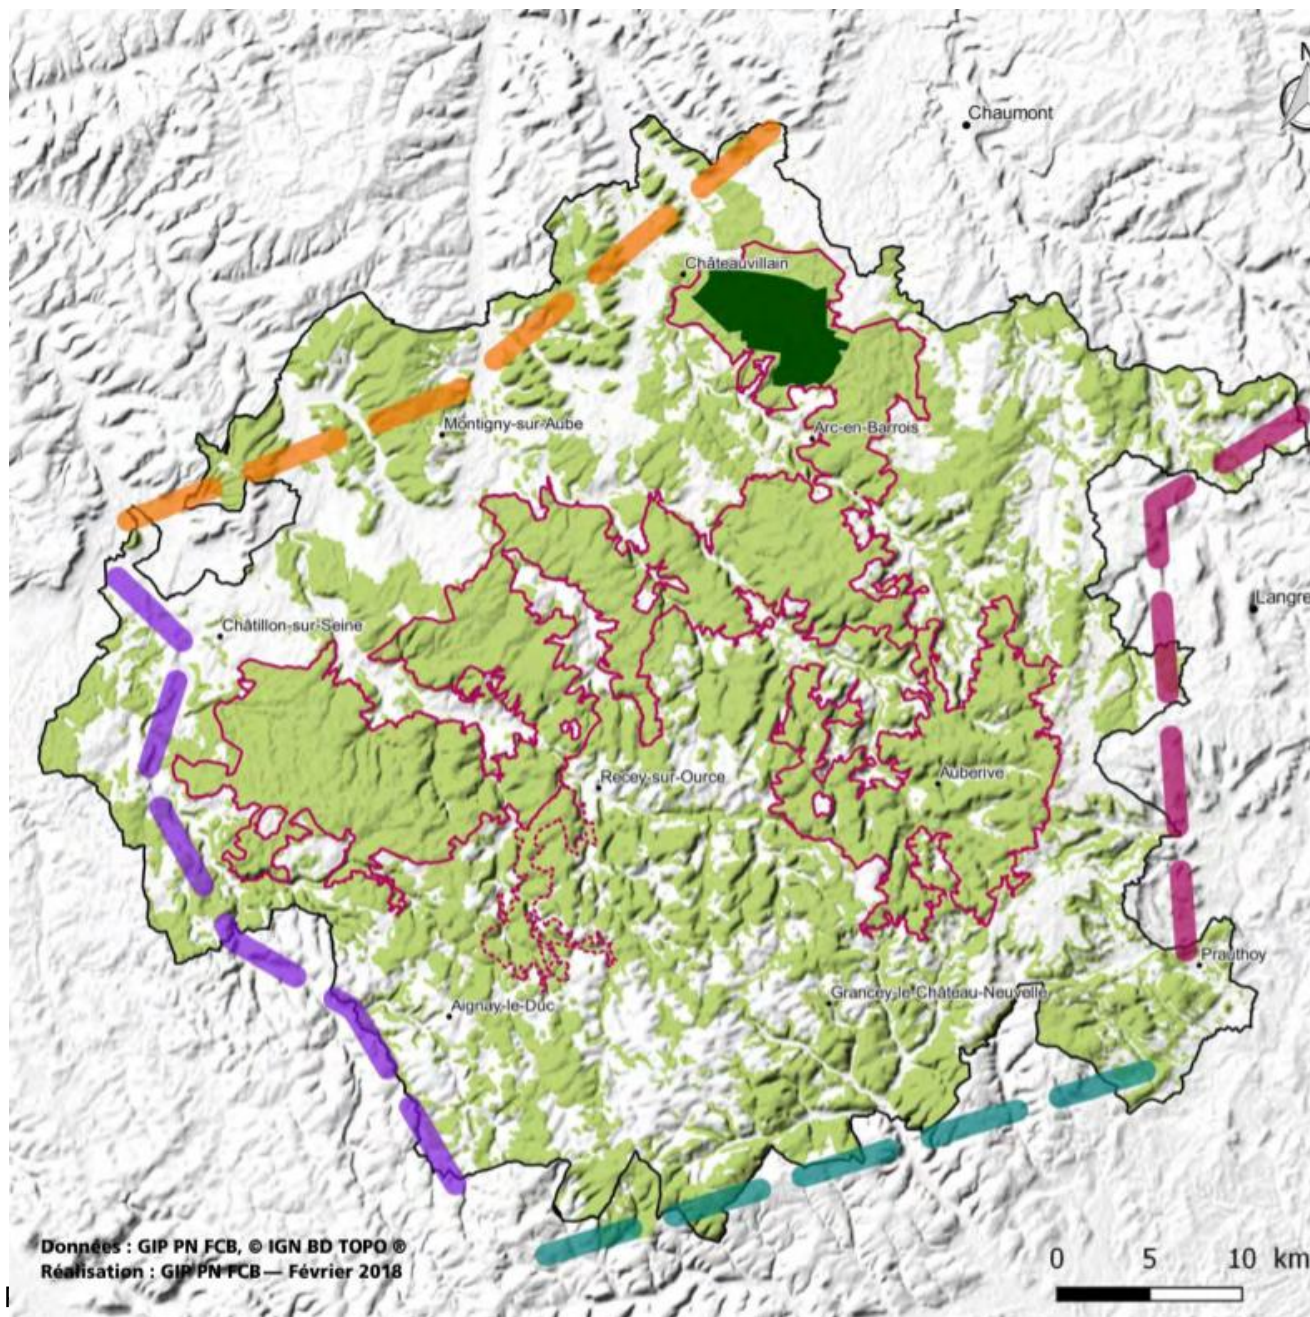 N
Chaumont
Châteauvillain
Montigny-sur-Aube
Arc-en-Barrois
Langre
Châtillon-sur-Seine
Recey-sur-Ource
Auberive
Prauthoy
Aignay-le-Duc
Grancey-le-Château-Neuvelle
Données : GIP PN FCB, © IGN BD TOPO ®
Réalisation : GIP PN FCB — Février 2018
0 5 10 km